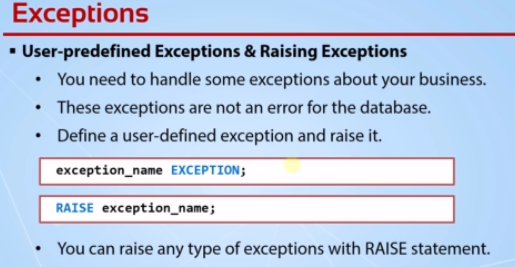 Exceptions
▪ User-predefined Exceptions & Raising Exceptions
• You need to handle some exceptions about your business.
• These exceptions are not an error for the database.
• Define a user-defined exception and raise it.
exception_name EXCEPTION;
RAISE exception_name;
• You can raise any type of exceptions with RAISE statement.